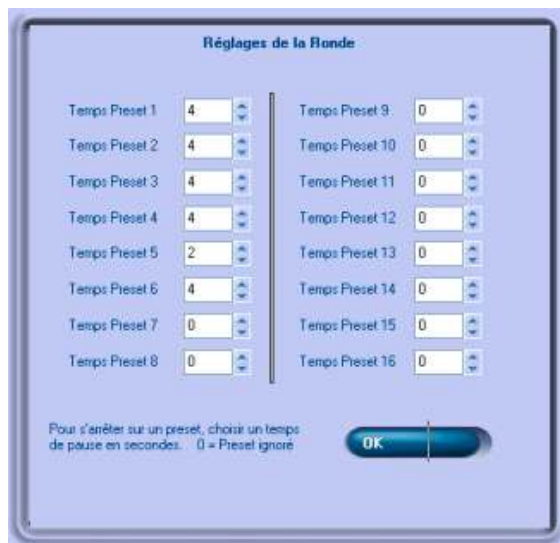 Réglages de la Ronde
Temps Preset 1 4
Temps Preset 2 4
Temps Preset 3 4
Temps Preset 4 4
Temps Preset 5 2
Temps Preset 6 4
Temps Preset 7 0
Temps Preset 8 0
Temps Preset 9 0
Temps Preset 10 0
Temps Preset 11 0
Temps Preset 12 0
Temps Preset 13 0
Temps Preset 14 0
Temps Preset 15 0
Temps Preset 16 0
Pour s'arrêter sur un preset, choisir un temps
de pause en secondes. 0 = Preset ignoré
OK